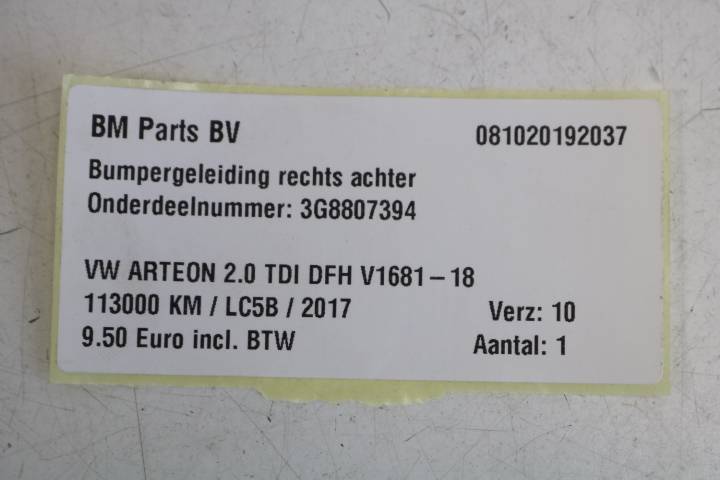 BM Parts BV 081020192037
Bumpergeleiding rechts achter
Onderdeelnummer: 3G8807394
VW ARTEON 2.0 TDI DFH V1681-18
113000 KM / LC5B / 2017 Verz: 10
9.50 Euro incl. BTW Aantal: 1